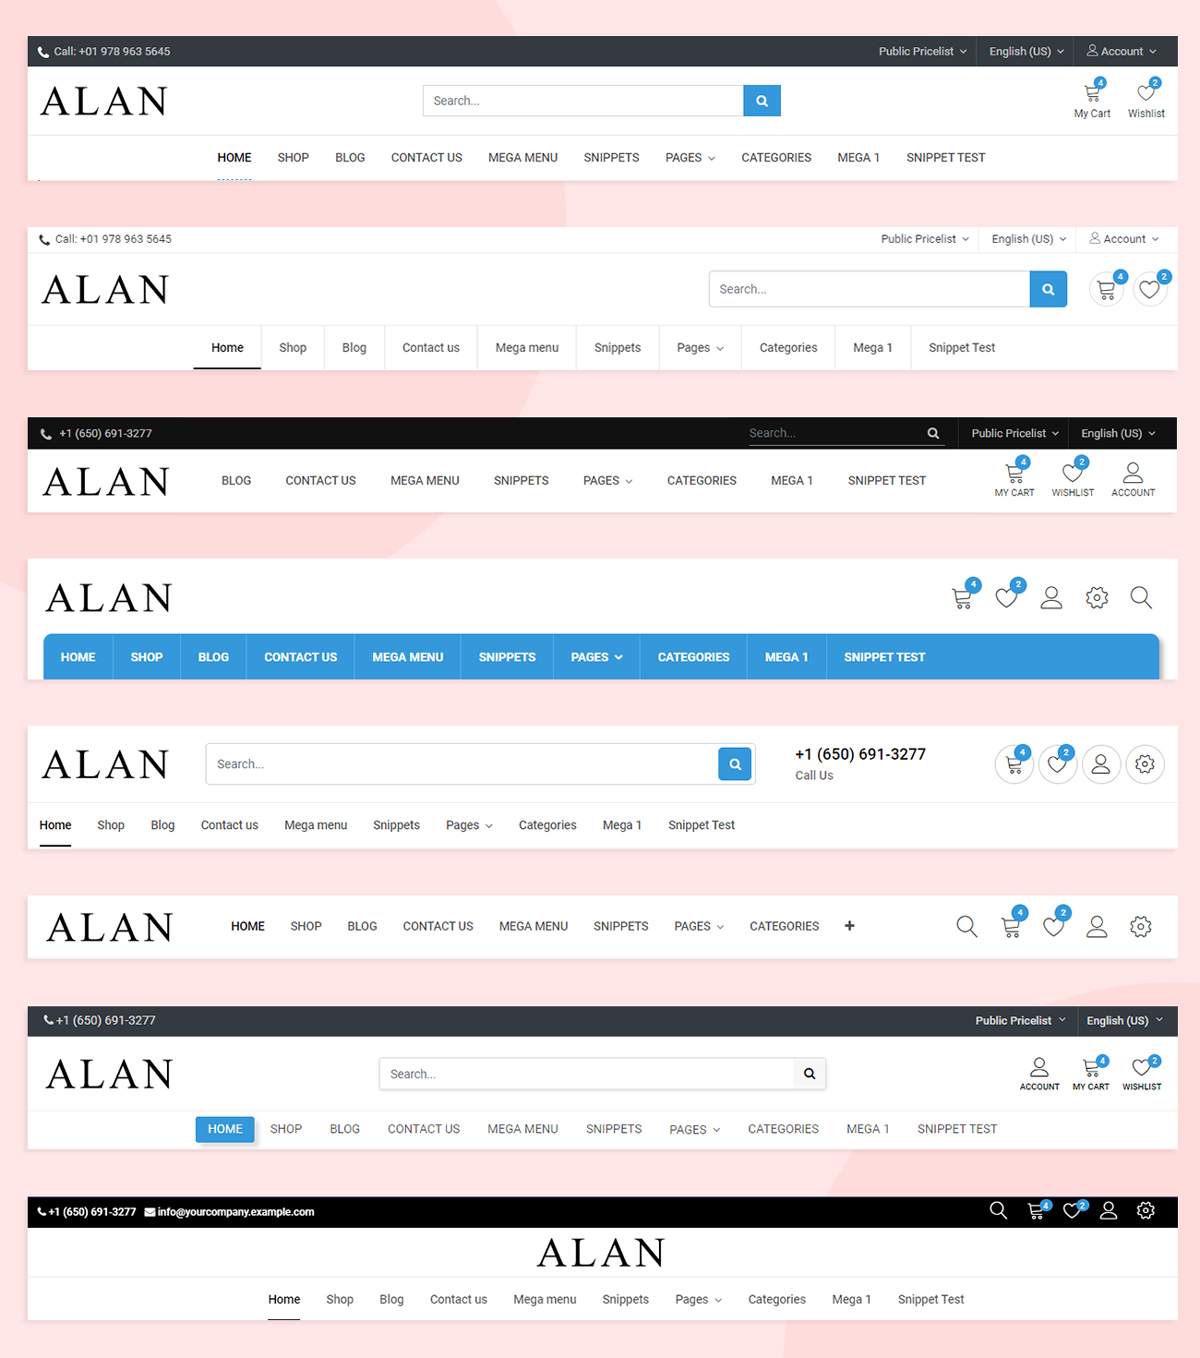 Call: +01 978 963 5645 Public Pricelist English (US) Account
ALAN Search... 4 2
My Cart Wishlist
HOME SHOP BLOG CONTACT US MEGA MENU SNIPPETS PAGES CATEGORIES MEGA 1 SNIPPET TEST
Call: +01 978 963 5645 Public Pricelist English (US) Account
ALAN Search... 4 2
Home Shop Blog Contact us Mega menu Snippets Pages Categories Mega 1 Snippet Test
+1 (650) 691-3277 Search... Public Pricelist English (US)
ALAN BLOG CONTACT US MEGA MENU SNIPPETS PAGES CATEGORIES MEGA 1 SNIPPET TEST 4 2
MY CART WISHLIST ACCOUNT
ALAN 4 2
HOME SHOP BLOG CONTACT US MEGA MENU SNIPPETS PAGES CATEGORIES MEGA 1 SNIPPET TEST
ALAN Search... +1 (650) 691-3277 4 2
Call Us
Home Shop Blog Contact us Mega menu Snippets Pages Categories Mega 1 Snippet Test
ALAN HOME SHOP BLOG CONTACT US MEGA MENU SNIPPETS PAGES CATEGORIES + 4 2
+1 (650) 691-3277 Public Pricelist English (US)
ALAN Search... 4 2
ACCOUNT MY CART WISHLIST
HOME SHOP BLOG CONTACT US MEGA MENU SNIPPETS PAGES CATEGORIES MEGA 1 SNIPPET TEST
+1 (650) 691-3277 info@yourcompany.example.com 4 2
ALAN
Home Shop Blog Contact us Mega menu Snippets Pages Categories Mega 1 Snippet Test